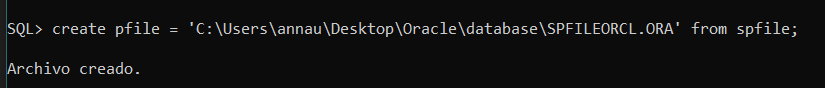 SQL> create pfile = 'C:\Users\annau\Desktop\Oracle\database\SPFILEORCL.ORA' from spfile;
Archivo creado.